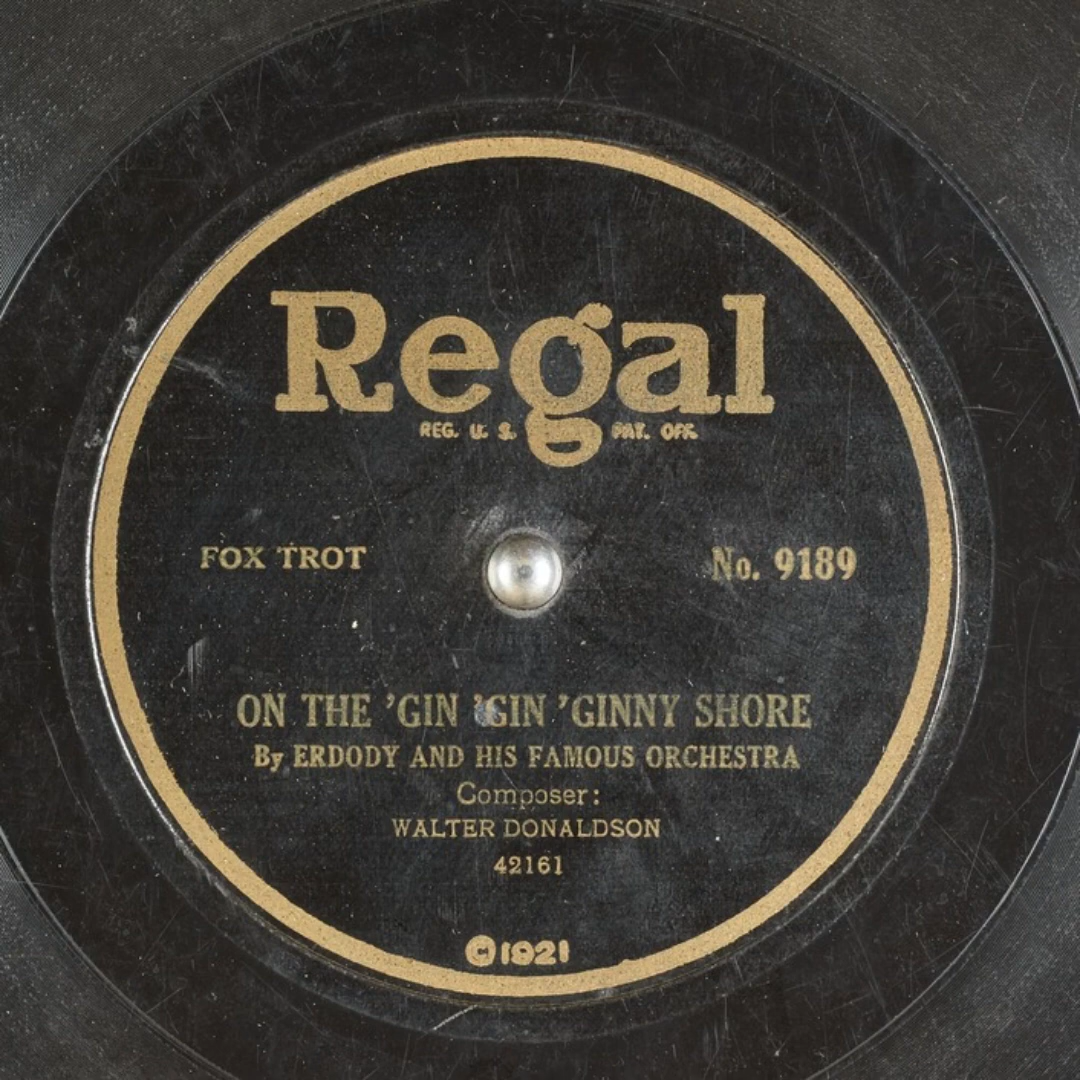 Regal
REG. U. S. PAT. OFF.
FOX TROT
No. 9189
ON THE 'GIN 'GIN 'GINNY SHORE
By ERDODY AND HIS FAMOUS ORCHESTRA
Composer:
WALTER DONALDSON
42161
©1921